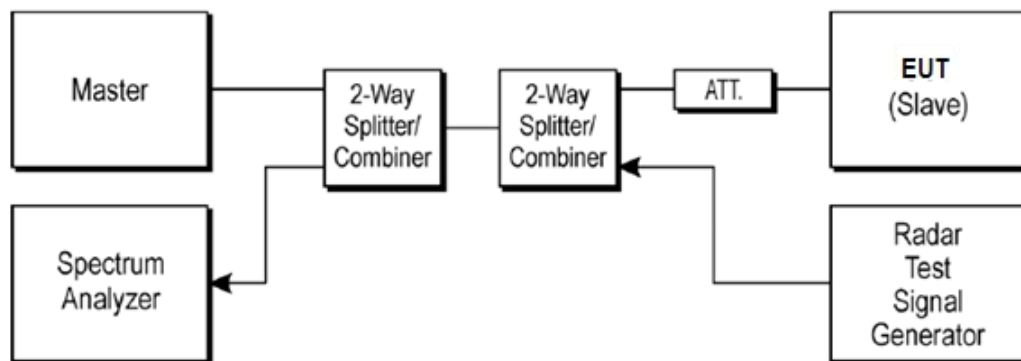 Master
2-Way
Splitter/
Combiner
2-Way
Splitter/
Combiner
ATT.
EUT
(Slave)
Spectrum
Analyzer
Radar
Test
Signal
Generator